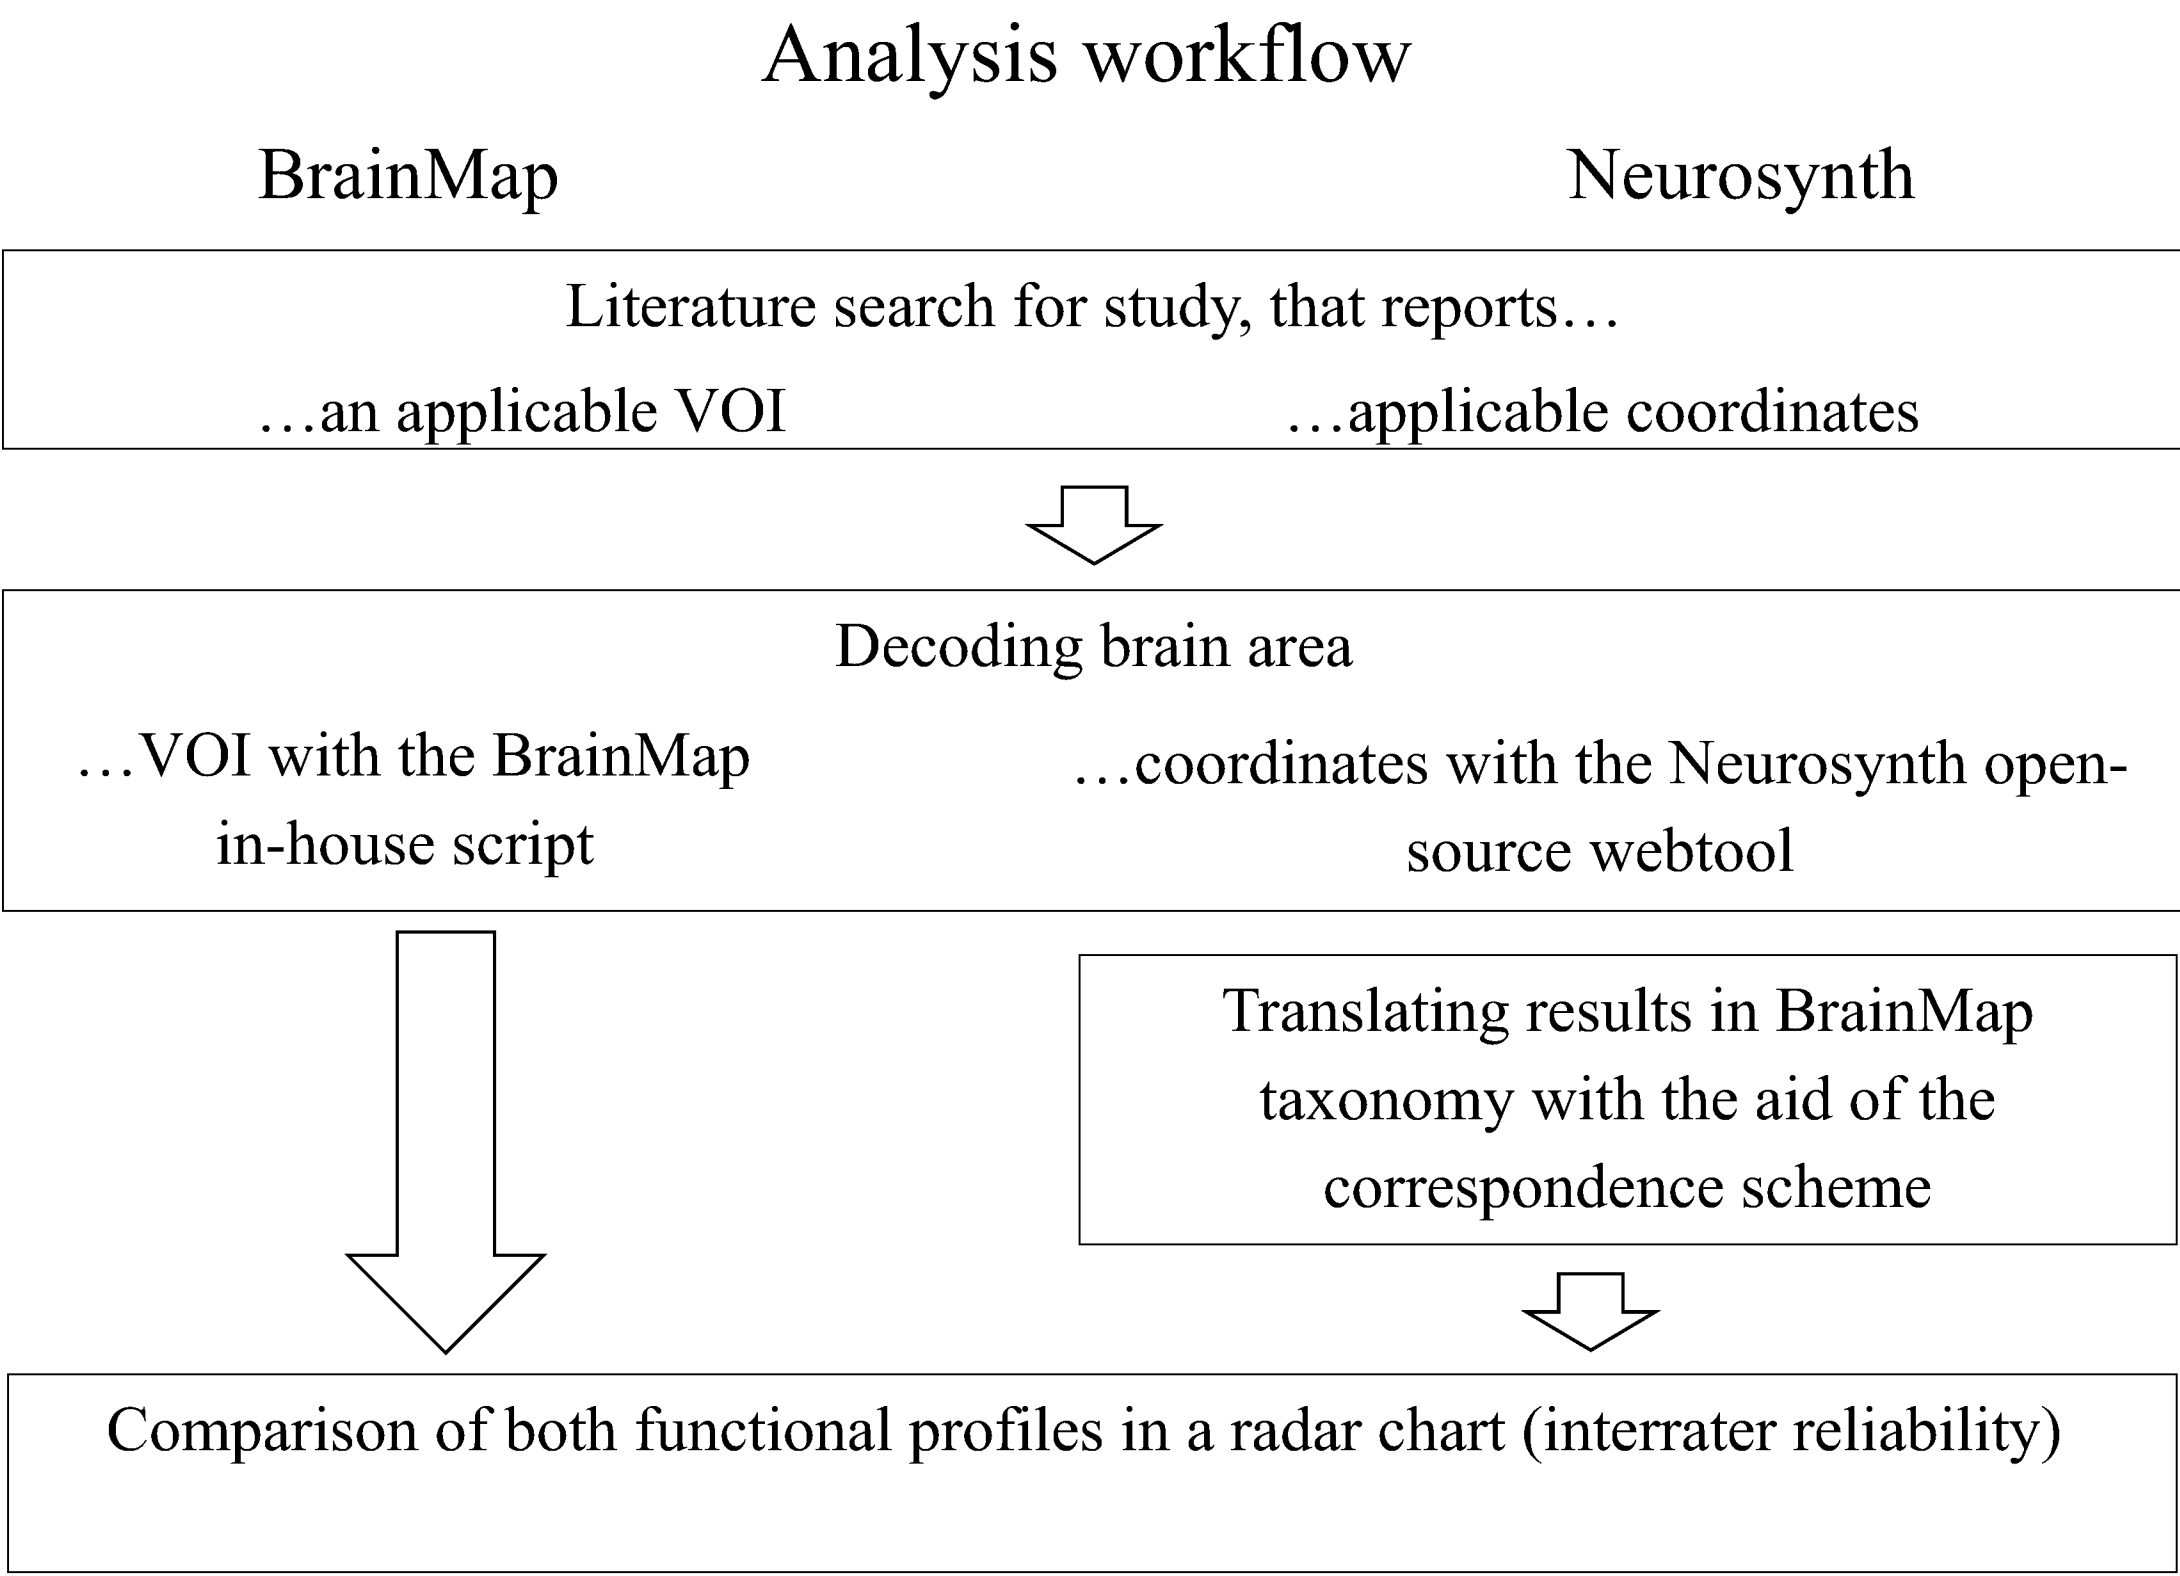 Analysis workflow
BrainMap
Neurosynth
Literature search for study, that reports…
…an applicable VOI
…applicable coordinates
Decoding brain area
…VOI with the BrainMap
in-house script
…coordinates with the Neurosynth open-
source webtool
Translating results in BrainMap
taxonomy with the aid of the
correspondence scheme
Comparison of both functional profiles in a radar chart (interrater reliability)